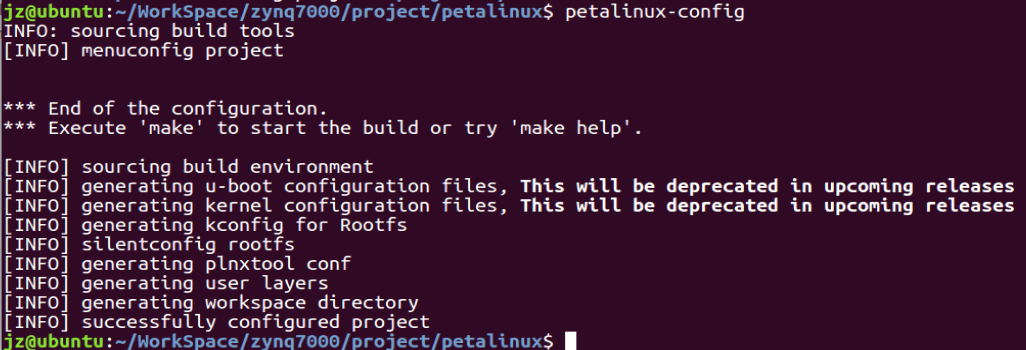 jz@ubuntu:~/WorkSpace/zynq7000/project/petalinux$ petalinux-config
INFO: sourcing build tools
[INFO] menuconfig project
*** End of the configuration.
*** Execute 'make' to start the build or try 'make help'.
[INFO] sourcing build environment
[INFO] generating u-boot configuration files, This will be deprecated in upcoming releases
[INFO] generating kernel configuration files, This will be deprecated in upcoming releases
[INFO] generating kconfig for Rootfs
[INFO] silentconfig rootfs
[INFO] generating plnxtool conf
[INFO] generating user layers
[INFO] generating workspace directory
[INFO] successfully configured project
jz@ubuntu:~/WorkSpace/zynq7000/project/petalinux$